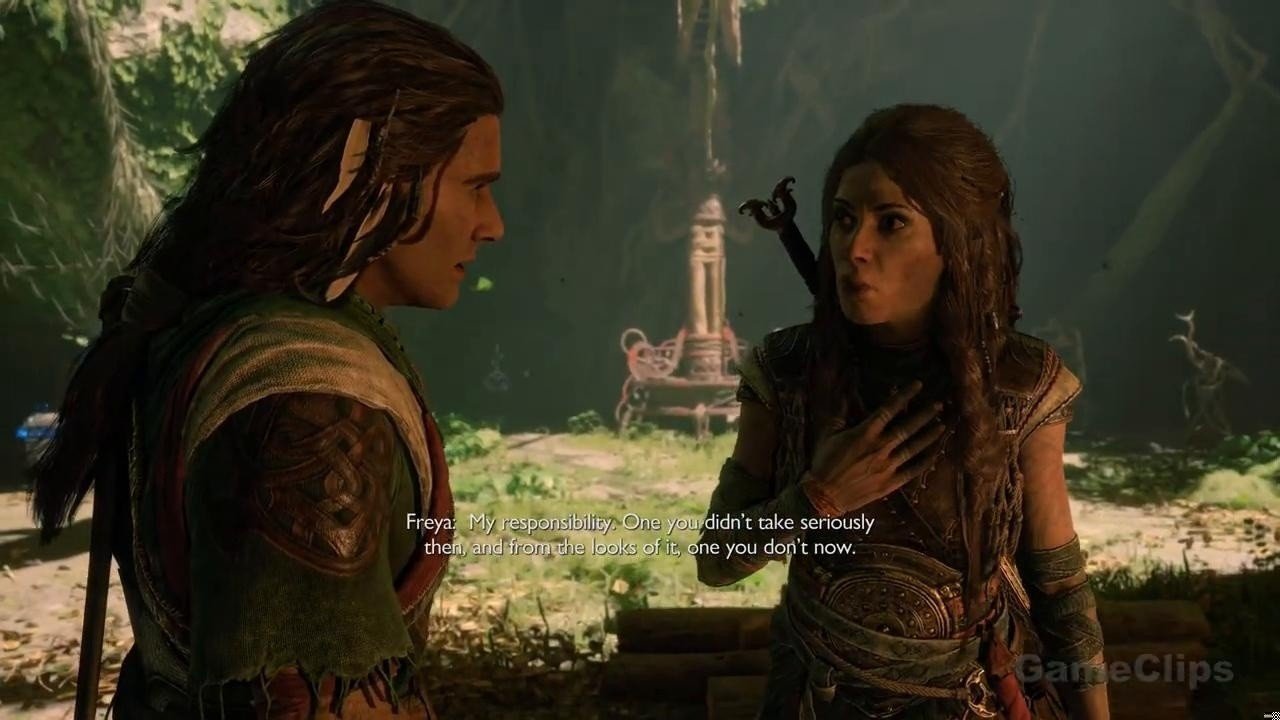 Freya: My responsibility. One you didn't take seriously
then, and from the looks of it, one you don't now.
GameClips